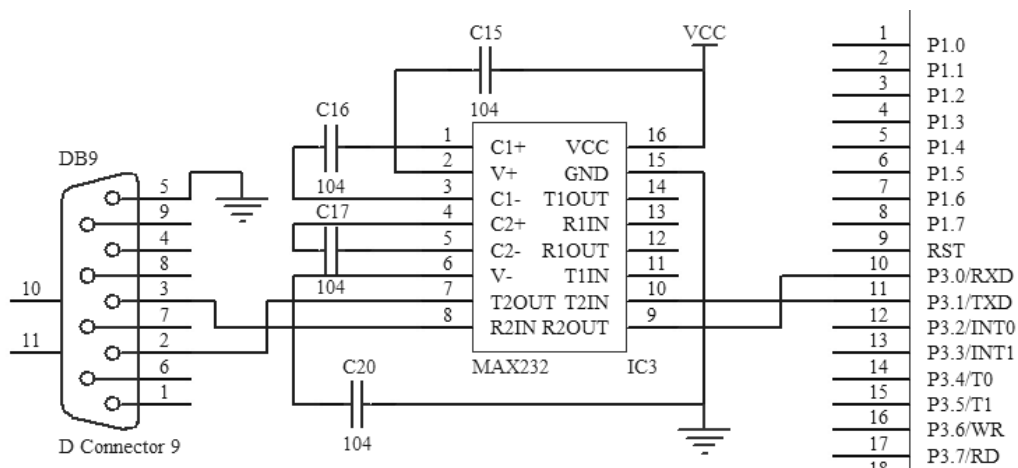 C15
104
VCC
C16
104
C17
104
C20
104
DB9
5
9
4
8
3
7
2
6
1
10
11
D Connector 9
1
2
3
4
5
6
7
8
C1+
V+
C1-
C2+
C2-
V-
T2OUT
R2IN
VCC
GND
T1OUT
R1IN
R1OUT
T1IN
T2IN
R2OUT
16
15
14
13
12
11
10
9
MAX232
IC3
1 P1.0
2 P1.1
3 P1.2
4 P1.3
5 P1.4
6 P1.5
7 P1.6
8 P1.7
9 RST
10 P3.0/RXD
11 P3.1/TXD
12 P3.2/INT0
13 P3.3/INT1
14 P3.4/T0
15 P3.5/T1
16 P3.6/WR
17 P3.7/RD
18